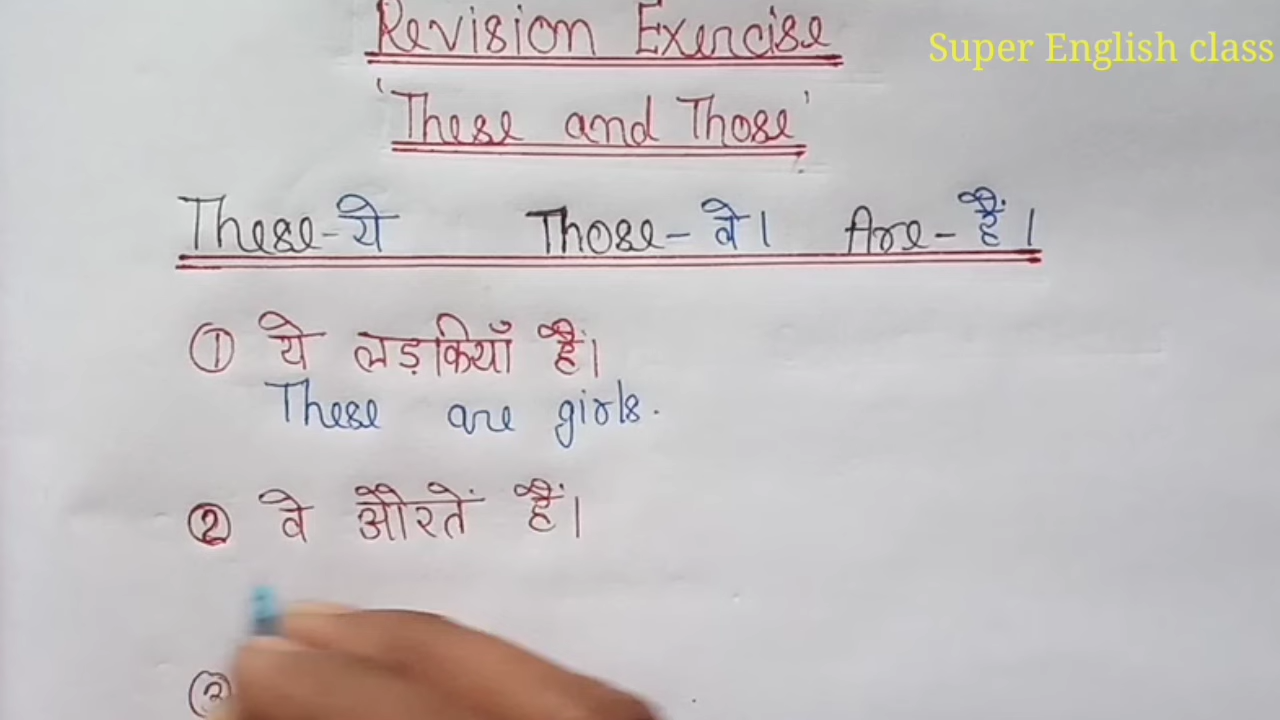 Revision Exercise
Super English class
'These and Those'
These - ये Those - वे। Are - हैं।
① ये लड़कियाँ हैं।
These are girls.
② वे औरतें हैं।